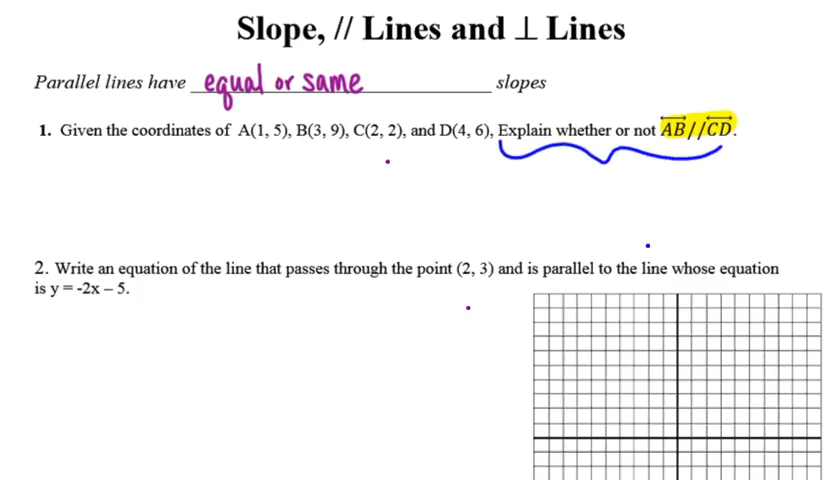 Slope, // Lines and ⊥ Lines
Parallel lines have equal or same slopes
1. Given the coordinates of A(1, 5), B(3, 9), C(2, 2), and D(4, 6), Explain whether or not AB//CD.
2. Write an equation of the line that passes through the point (2, 3) and is parallel to the line whose equation
is y = -2x – 5.